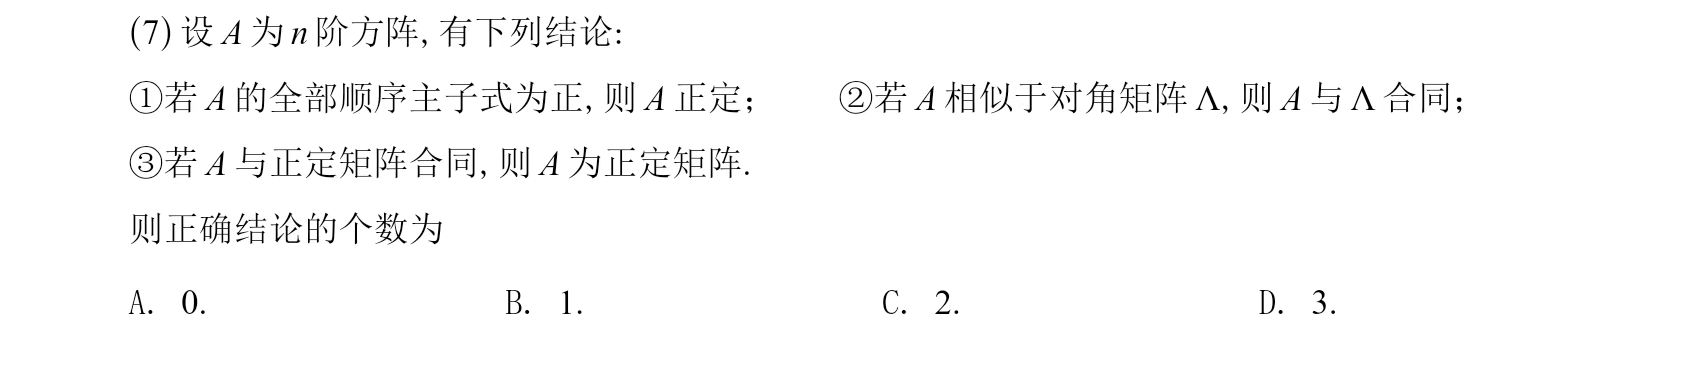 (7) 设 A 为 n 阶方阵, 有下列结论:
①若 A 的全部顺序主子式为正, 则 A 正定; ②若 A 相似于对角矩阵 Λ, 则 A 与 Λ 合同;
③若 A 与正定矩阵合同, 则 A 为正定矩阵.
则正确结论的个数为
A. 0. B. 1. C. 2. D. 3.